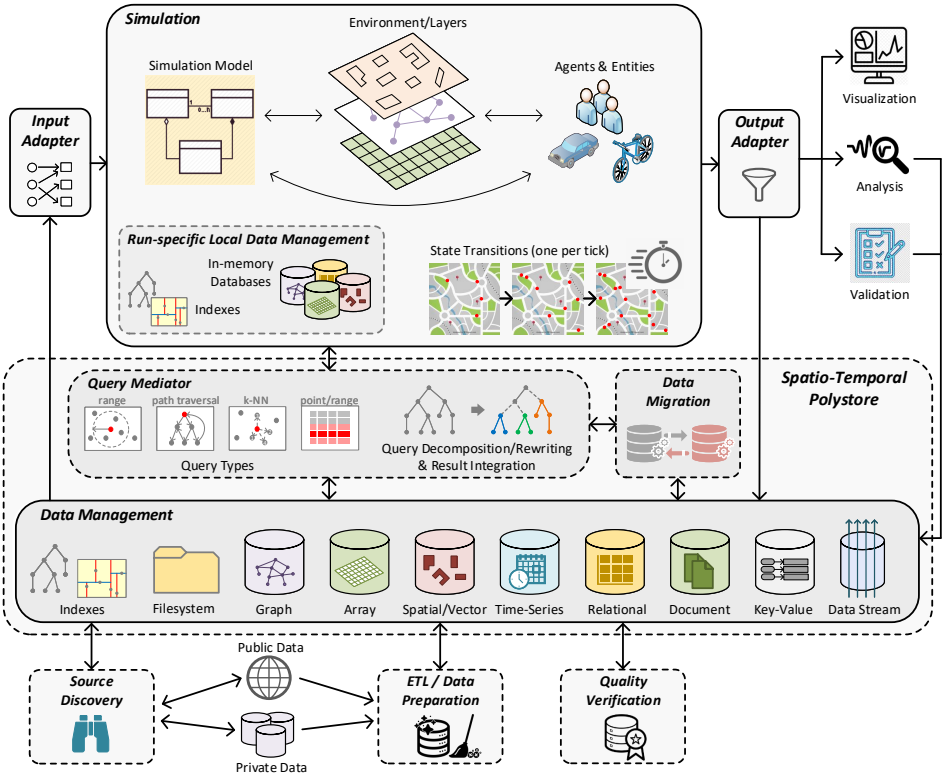 Simulation
Environment/Layers
Simulation Model
Agents & Entities
1
0..n
Input
Adapter
Output
Adapter
Visualization
Analysis
Validation
Run-specific Local Data Management
In-memory
Databases
Indexes
State Transitions (one per tick)
Spatio-Temporal
Polystore
Query Mediator
range
path traversal
k-NN
point/range
Query Types
Query Decomposition/Rewriting
& Result Integration
Data
Migration
Data Management
Indexes
Filesystem
Graph
Array
Spatial/Vector
Time-Series
Relational
Document
Key-Value
Data Stream
Source
Discovery
Public Data
Private Data
ETL / Data
Preparation
Quality
Verification